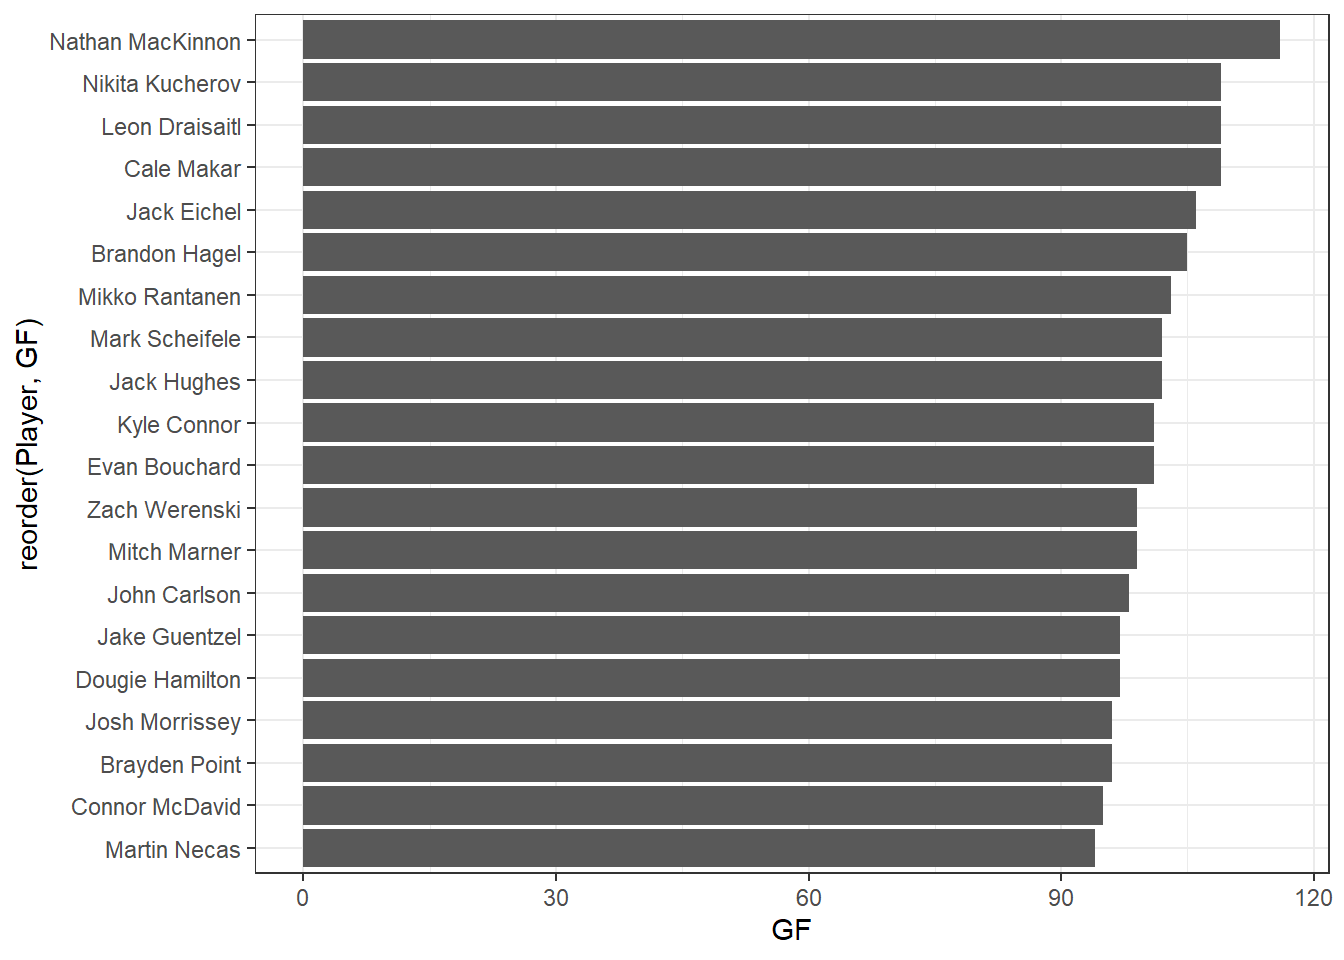 Nathan MacKinnon
Nikita Kucherov
Leon Draisaitl
Cale Makar
Jack Eichel
Brandon Hagel
Mikko Rantanen
Mark Scheifele
Jack Hughes
Kyle Connor
Evan Bouchard
Zach Werenski
Mitch Marner
John Carlson
Jake Guentzel
Dougie Hamilton
Josh Morrissey
Brayden Point
Connor McDavid
Martin Necas
reorder(Player, GF)
0 30 60 90 120
GF